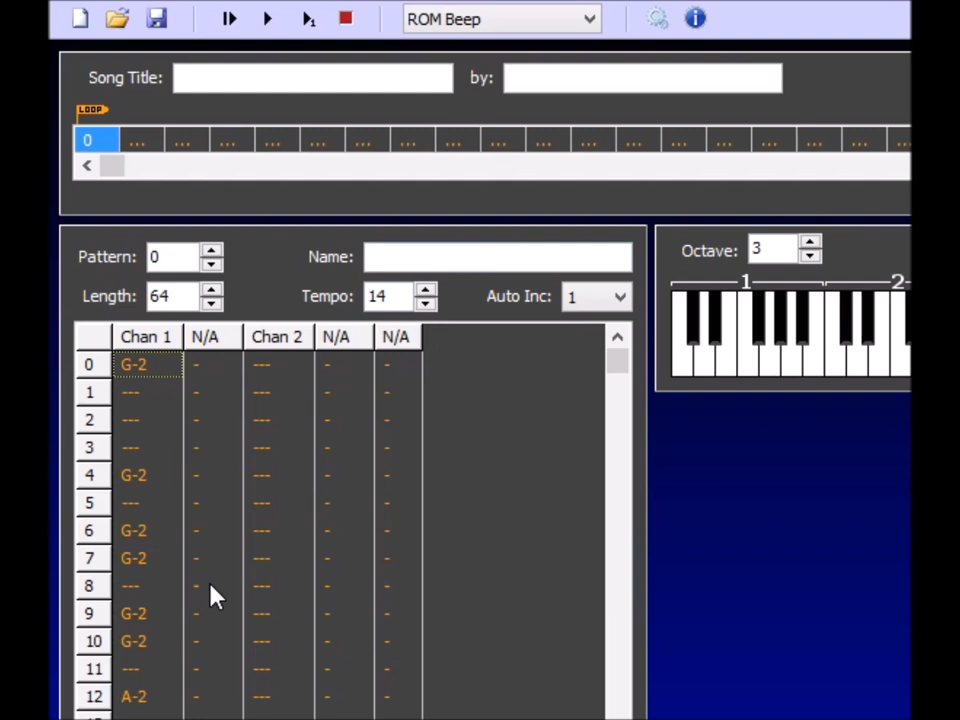 ROM Beep
Song Title: by:
LOOP
0 ... ... ... ... ... ... ... ... ... ... ... ... ... ... ... ... ... ...
Pattern: 0 Name: Octave: 3
Length: 64 Tempo: 14 Auto Inc: 1
1 2
Chan 1 N/A Chan 2 N/A N/A
0 G-2 - --- - -
1 --- - --- - -
2 --- - --- - -
3 --- - --- - -
4 G-2 - --- - -
5 --- - --- - -
6 G-2 - --- - -
7 G-2 - --- - -
8 --- - --- - -
9 G-2 - --- - -
10 G-2 - --- - -
11 --- - --- - -
12 A-2 - --- - -